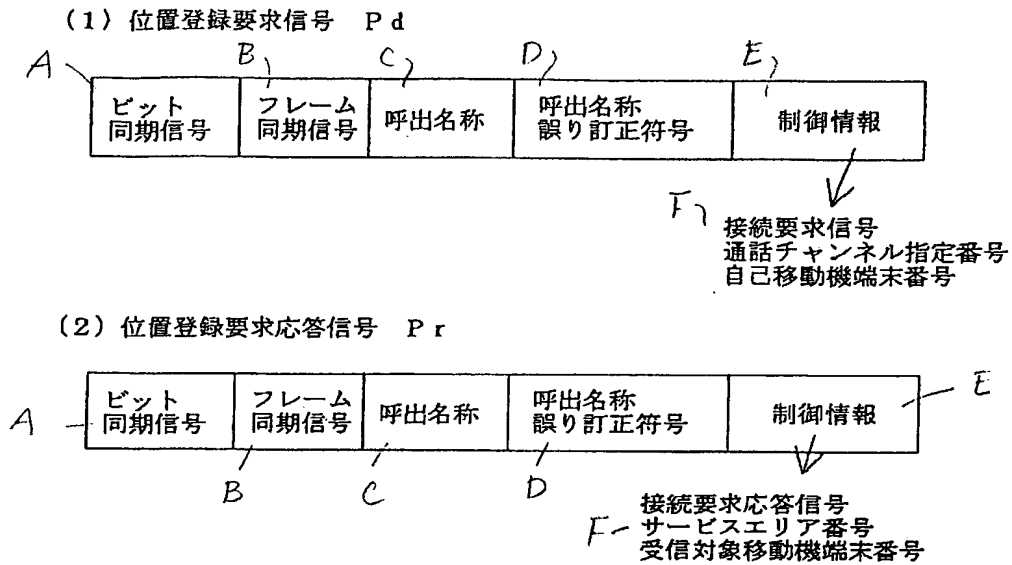 (1) 位置登録要求信号 Pd
A B C D E
ビット
同期信号
フレーム
同期信号
呼出名称
呼出名称
誤り訂正符号
制御情報
F
接続要求信号
通話チャンネル指定番号
自己移動機端末番号
(2) 位置登録要求応答信号 Pr
ビット
同期信号
フレーム
同期信号
呼出名称
呼出名称
誤り訂正符号
制御情報
E
A
B C D
F
接続要求応答信号
サービスエリア番号
受信対象移動機端末番号